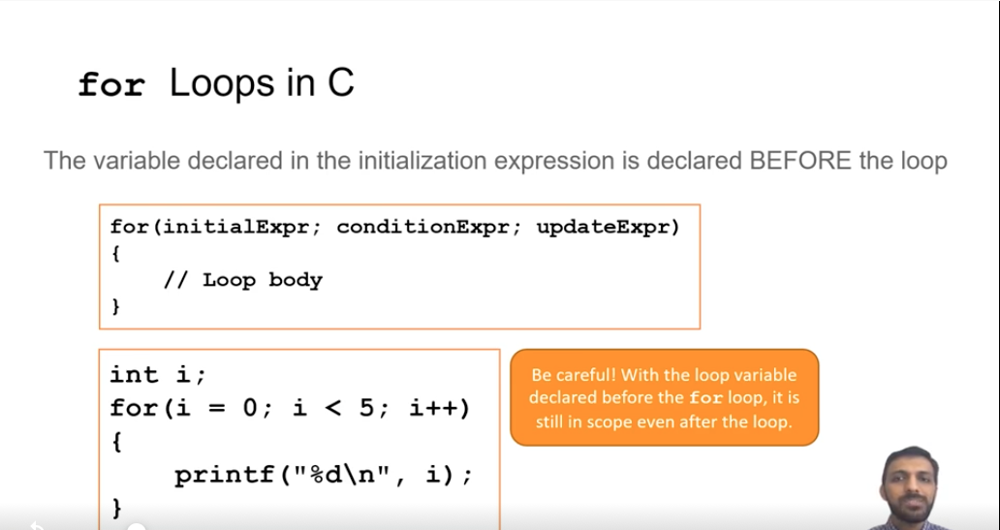 for Loops in C
The variable declared in the initialization expression is declared BEFORE the loop
for(initialExpr; conditionExpr; updateExpr)
{
    // Loop body
}
int i;
for(i = 0; i < 5; i++)
{
    printf("%d\n", i);
}
Be careful! With the loop variable
declared before the for loop, it is
still in scope even after the loop.